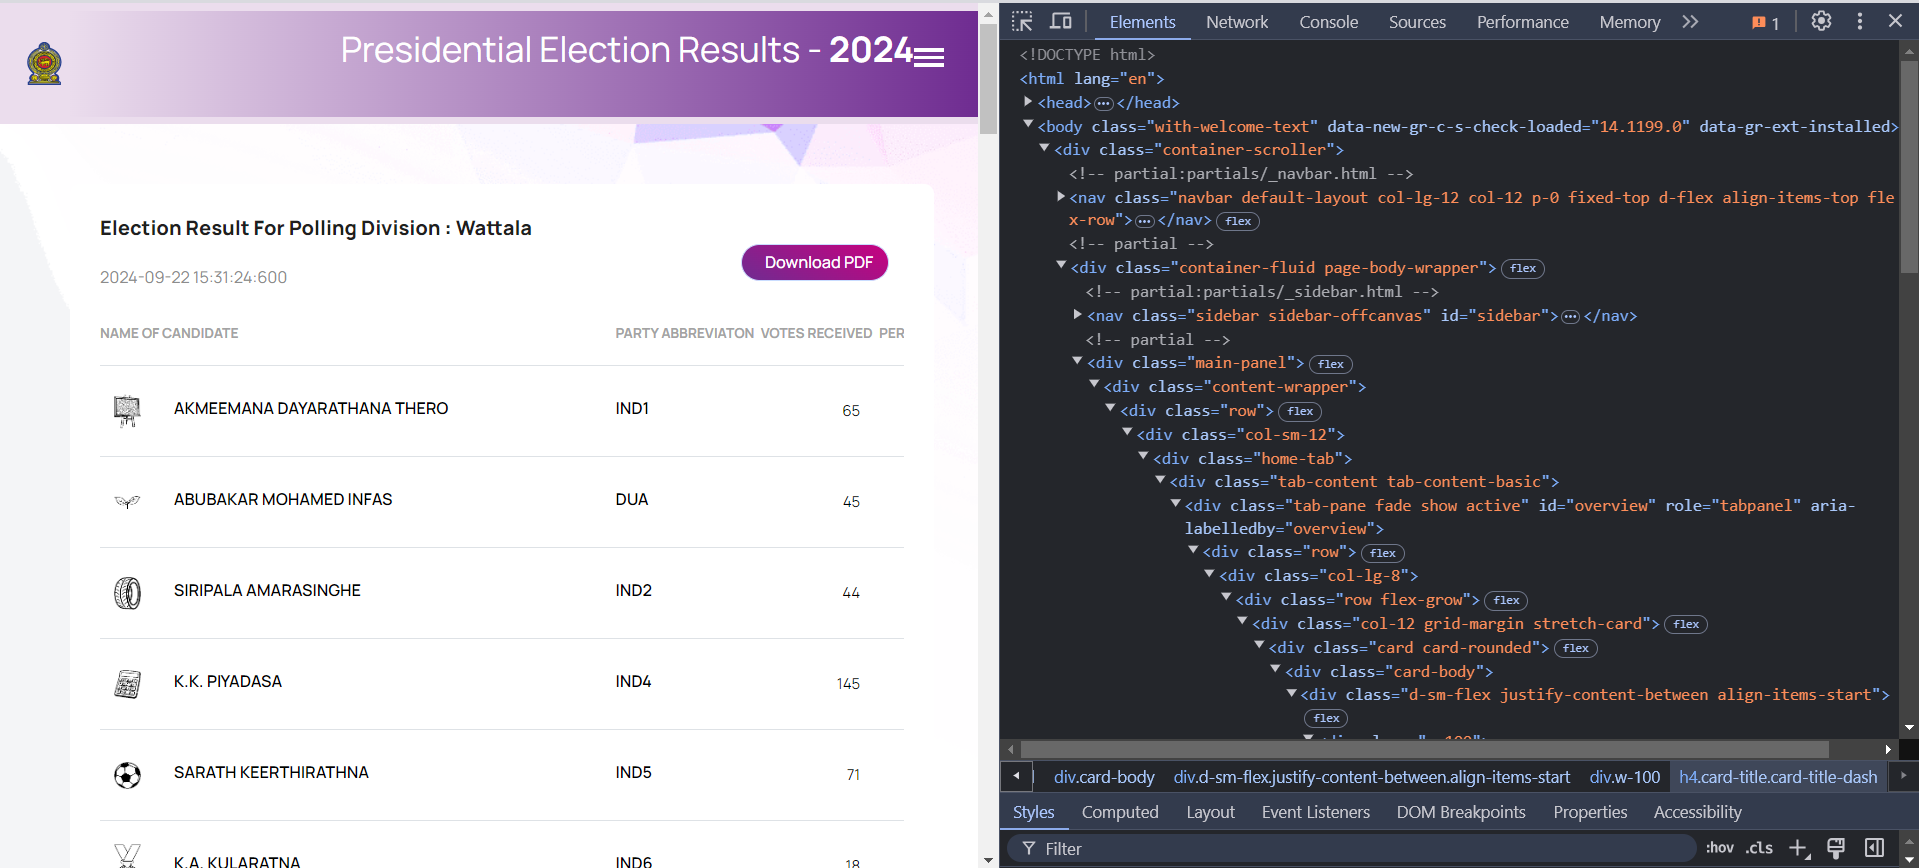 Presidential Election Results - 2024
Election Result For Polling Division : Wattala
Download PDF
2024-09-22 15:31:24:600
NAME OF CANDIDATE PARTY ABBREVIATON VOTES RECEIVED PER
AKMEEMANA DAYARATHANA THERO IND1 65
ABUBAKAR MOHAMED INFAS DUA 45
SIRIPALA AMARASINGHE IND2 44
K.K. PIYADASA IND4 145
SARATH KEERTHIRATHNA IND5 71
K.A. KULARATNA IND6 18
Elements Network Console Sources Performance Memory 1
<!DOCTYPE html>
<html lang="en">
<head> ••• </head>
<body class="with-welcome-text" data-new-gr-c-s-check-loaded="14.1199.0" data-gr-ext-installed>
<div class="container-scroller">
<!-- partial:partials/_navbar.html -->
<nav class="navbar default-layout col-lg-12 col-12 p-0 fixed-top d-flex align-items-top fle
x-row"> ••• </nav> flex
<!-- partial -->
<div class="container-fluid page-body-wrapper"> flex
<!-- partial:partials/_sidebar.html -->
<nav class="sidebar sidebar-offcanvas" id="sidebar"> ••• </nav>
<!-- partial -->
<div class="main-panel"> flex
<div class="content-wrapper">
<div class="row"> flex
<div class="col-sm-12">
<div class="home-tab">
<div class="tab-content tab-content-basic">
<div class="tab-pane fade show active" id="overview" role="tabpanel" aria-
labelledby="overview">
<div class="row"> flex
<div class="col-lg-8">
<div class="row flex-grow"> flex
<div class="col-12 grid-margin stretch-card"> flex
<div class="card card-rounded"> flex
<div class="card-body">
<div class="d-sm-flex justify-content-between align-items-start">
flex
div.card-body div.d-sm-flex.justify-content-between.align-items-start div.w-100 h4.card-title.card-title-dash
Styles Computed Layout Event Listeners DOM Breakpoints Properties Accessibility
Filter :hov .cls